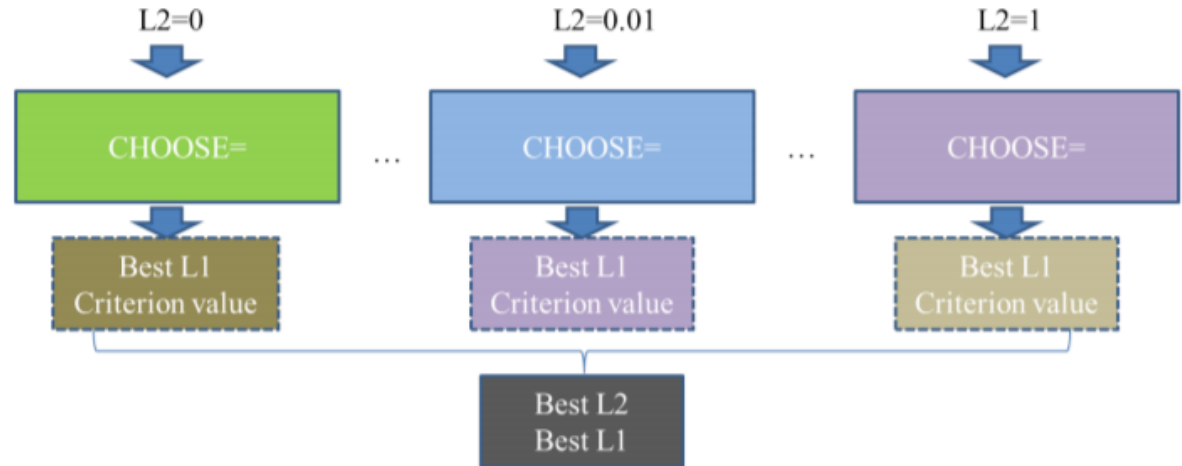 L2=0
L2=0.01
L2=1
CHOOSE=
...
CHOOSE=
...
CHOOSE=
Best L1
Criterion value
Best L1
Criterion value
Best L1
Criterion value
Best L2
Best L1